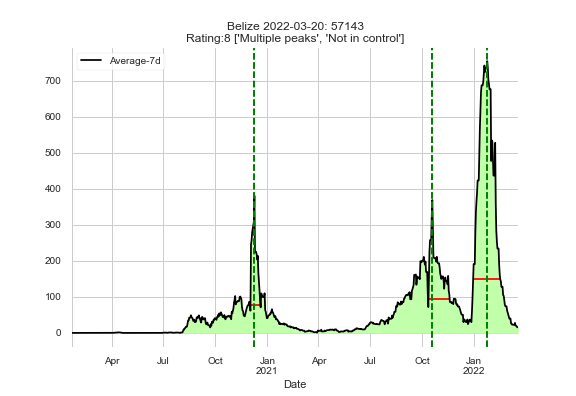 Belize 2022-03-20: 57143
Rating:8 ['Multiple peaks', 'Not in control']
Average-7d
700
600
500
400
300
200
100
0
Apr Jul Oct Jan Apr Jul Oct Jan
2021 2022
Date